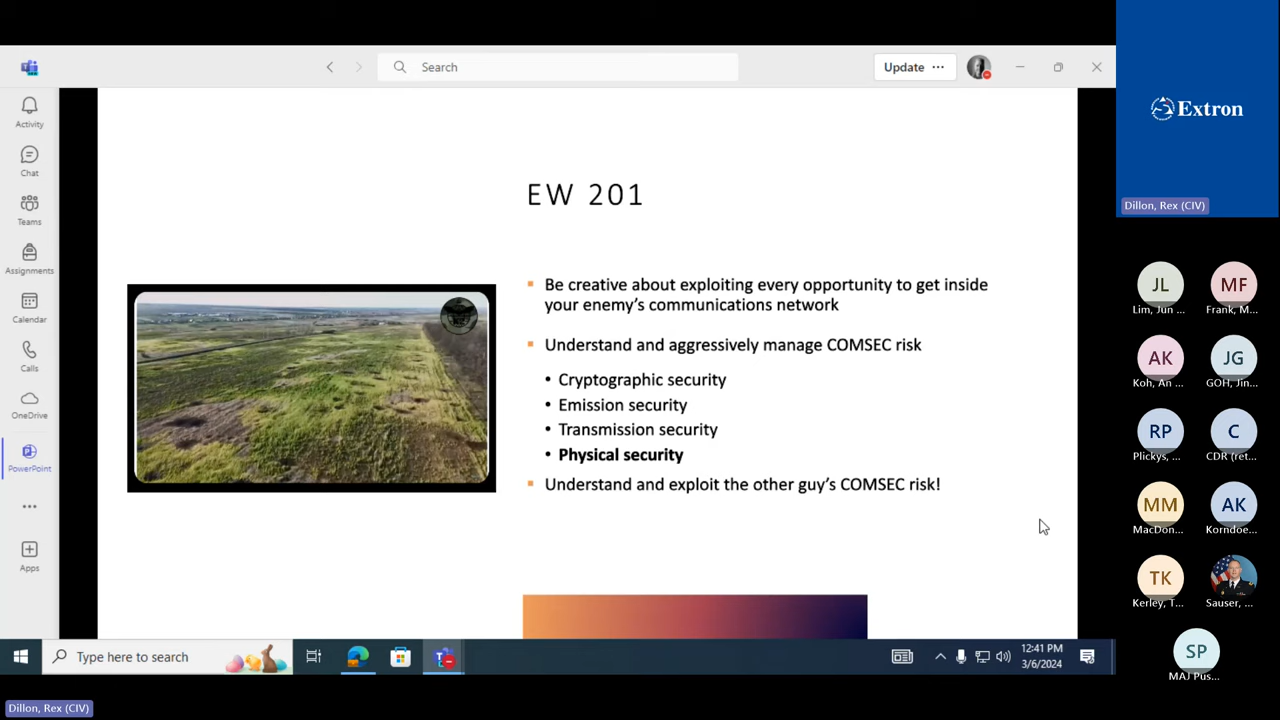 Search
Update
Activity
Chat
Teams
Assignments
Calendar
Calls
OneDrive
PowerPoint
Apps
EW 201
Be creative about exploiting every opportunity to get inside
your enemy's communications network
Understand and aggressively manage COMSEC risk
• Cryptographic security
• Emission security
• Transmission security
• Physical security
Understand and exploit the other guy's COMSEC risk!
Type here to search
12:41 PM
3/6/2024
Dillon, Rex (CIV)
Extron
Dillon, Rex (CIV)
JL
Lim, Jun ...
MF
Frank, M...
AK
Koh, An ...
JG
GOH, Jin...
RP
Plickys, ...
C
CDR (ret...
MM
MacDon...
AK
Korndoe...
TK
Kerley, T...
Sauser, ...
SP
MAJ Pus...